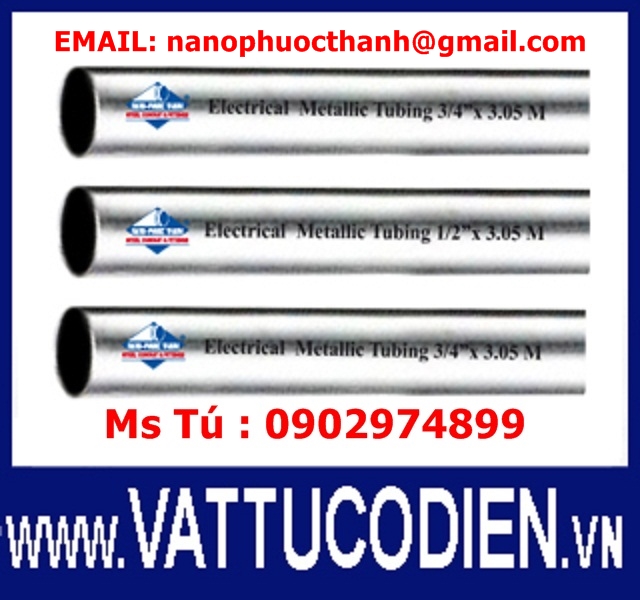 EMAIL: nanophuocthanh@gmail.com
Electrical Metallic Tubing 3/4”x 3.05 M
Electrical Metallic Tubing 1/2”x 3.05 M
Electrical Metallic Tubing 3/4”x 3.05 M
Ms Tú : 0902974899
www.VATTUCODIEN.vn